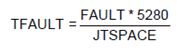 TFAULT = FAULT * 5280
JTSPACE